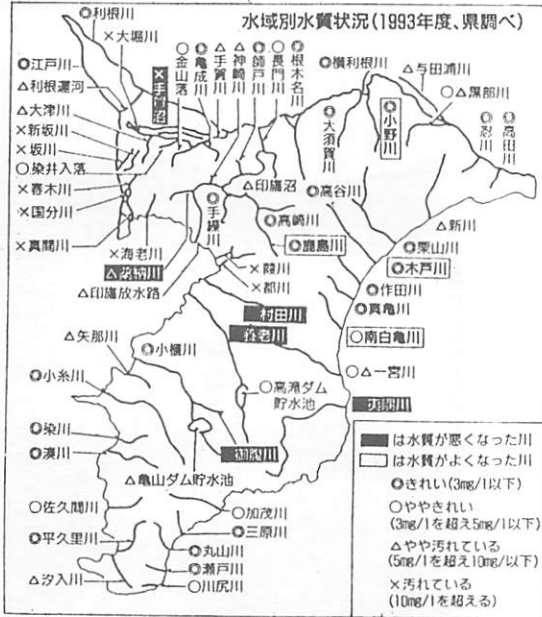 水域別水質状況(1993年度、県調べ)
◎利根川
×大堀川
◎江戸川
△利根運河
△大津川
×新坂川
×坂川
○染井入落
×春木川
×国分川
×真間川
×手賀沼
○金山落
◎亀成川
△手賀川
△神崎川
◎師戸川
○長門川
◎根木名川
◎横利根川
△与田浦川
○△黒部川
◎大須賀川
◎小野川
◎忍川
◎高田川
△印旛沼
◎手繰川
◎高谷川
◎高崎川
◎鹿島川
△新川
◎栗山川
◎木戸川
◎作田川
◎真亀川
○南白亀川
○△一宮川
×海老川
△印旛放水路
×葭川
×都川
村田川
養老川
△矢那川
◎小櫃川
◎小糸川
○高滝ダム
貯水池
◎染川
◎湊川
△亀山ダム貯水池
○佐久間川
○加茂川
◎平久里川
◎三原川
◎丸山川
◎瀬戸川
△汐入川
○川尻川
■は水質が悪くなった川
□は水質がよくなった川
◎きれい(3mg/l以下)
○ややきれい
(3mg/lを超え5mg/l以下)
△やや汚れている
(5mg/lを超え10mg/l以下)
×汚れている
(10mg/lを超える)